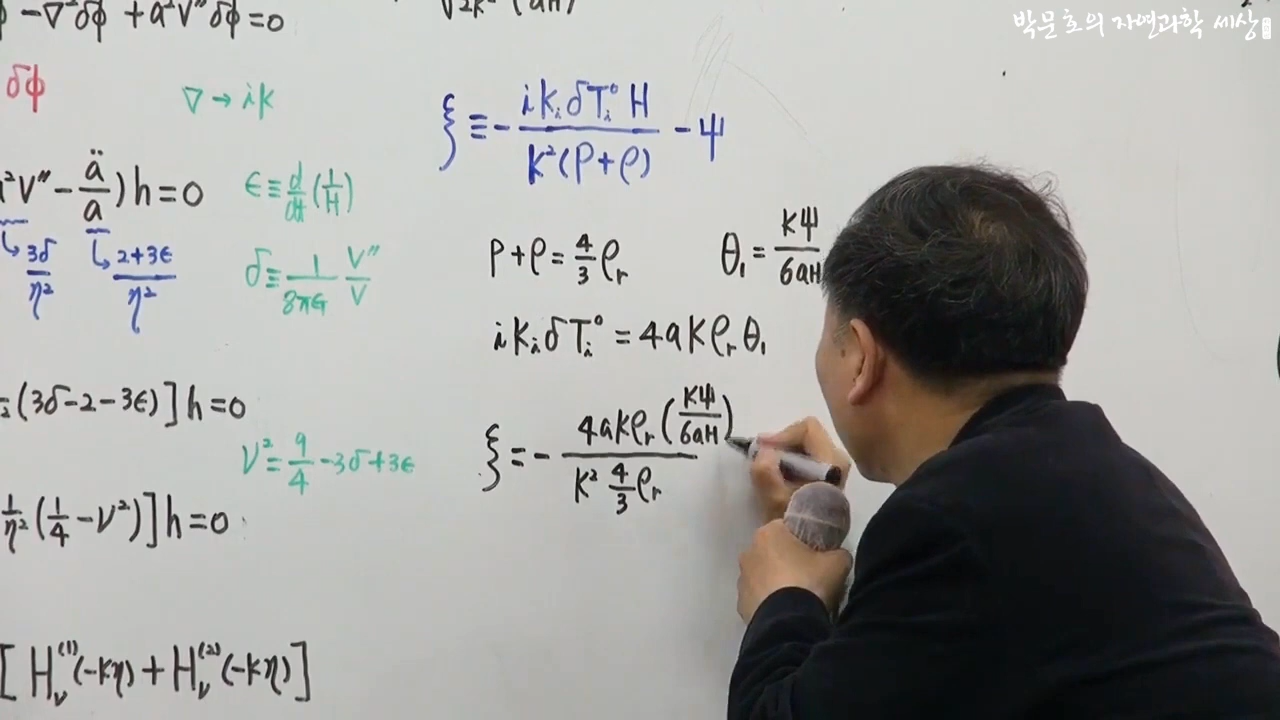 박문호의 자연과학 세상
-∇²δϕ + a²V''δϕ = 0
δϕ
∇ → ik
²V'' - ä/a) h = 0
3δ/η²
2+3ε/η²
ε ≡ d/dt (1/H)
δ ≡ 1/8πG V''/V
(3δ-2-3ε)] h = 0
ν² = 9/4 - 3δ + 3ε
1/η² (1/4 - ν²)] h = 0
[H_ν^(1)(-kη) + H_ν^(2)(-kη)]
ξ ≡ - i k_i δT_i^0 H / k²(P+ρ) - Ψ
P+ρ = 4/3 ρ_r
θ_1 = KΨ/6aH
i k_i δT_i^0 = 4aKρ_r θ_1
ξ = - 4aKρ_r (KΨ/6aH) / K² 4/3 ρ_r